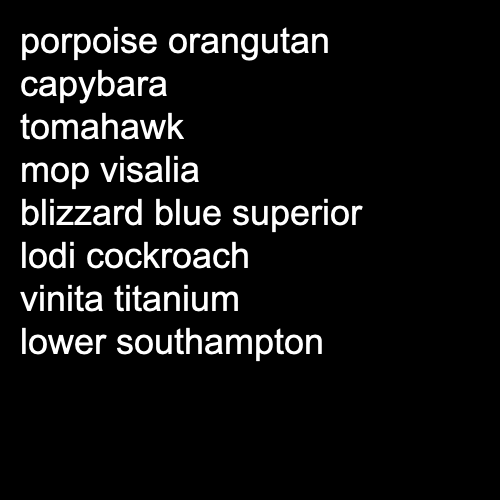 porpoise orangutan
capybara
tomahawk
mop visalia
blizzard blue superior
lodi cockroach
vinita titanium
lower southampton